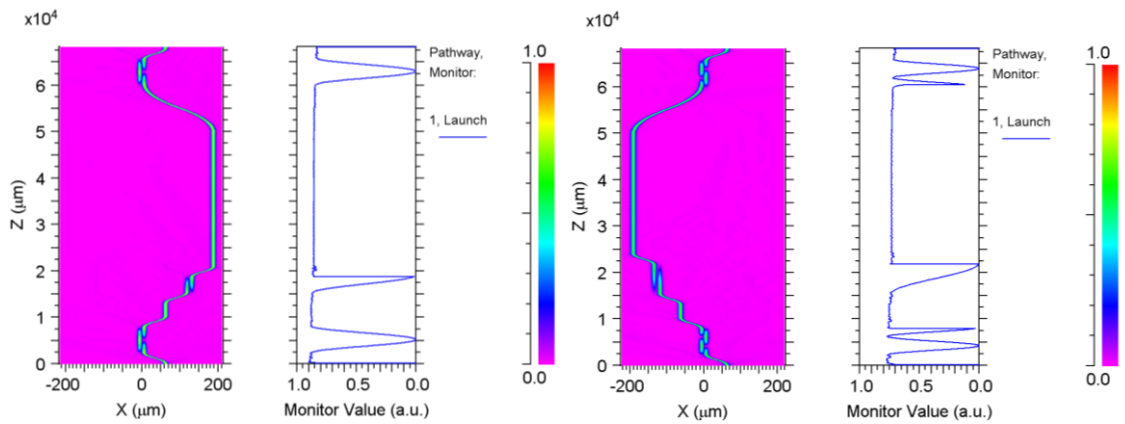 x10⁴
Pathway,
Monitor:
1, Launch
1.0
0.0
6
5
4
3
2
1
0
Z (μm)
-200
0
200
X (μm)
1.0
0.5
0.0
Monitor Value (a.u.)
x10⁴
Pathway,
Monitor:
1, Launch
1.0
0.0
6
5
4
3
2
1
0
Z (μm)
-200
0
200
X (μm)
1.0
0.5
0.0
Monitor Value (a.u.)